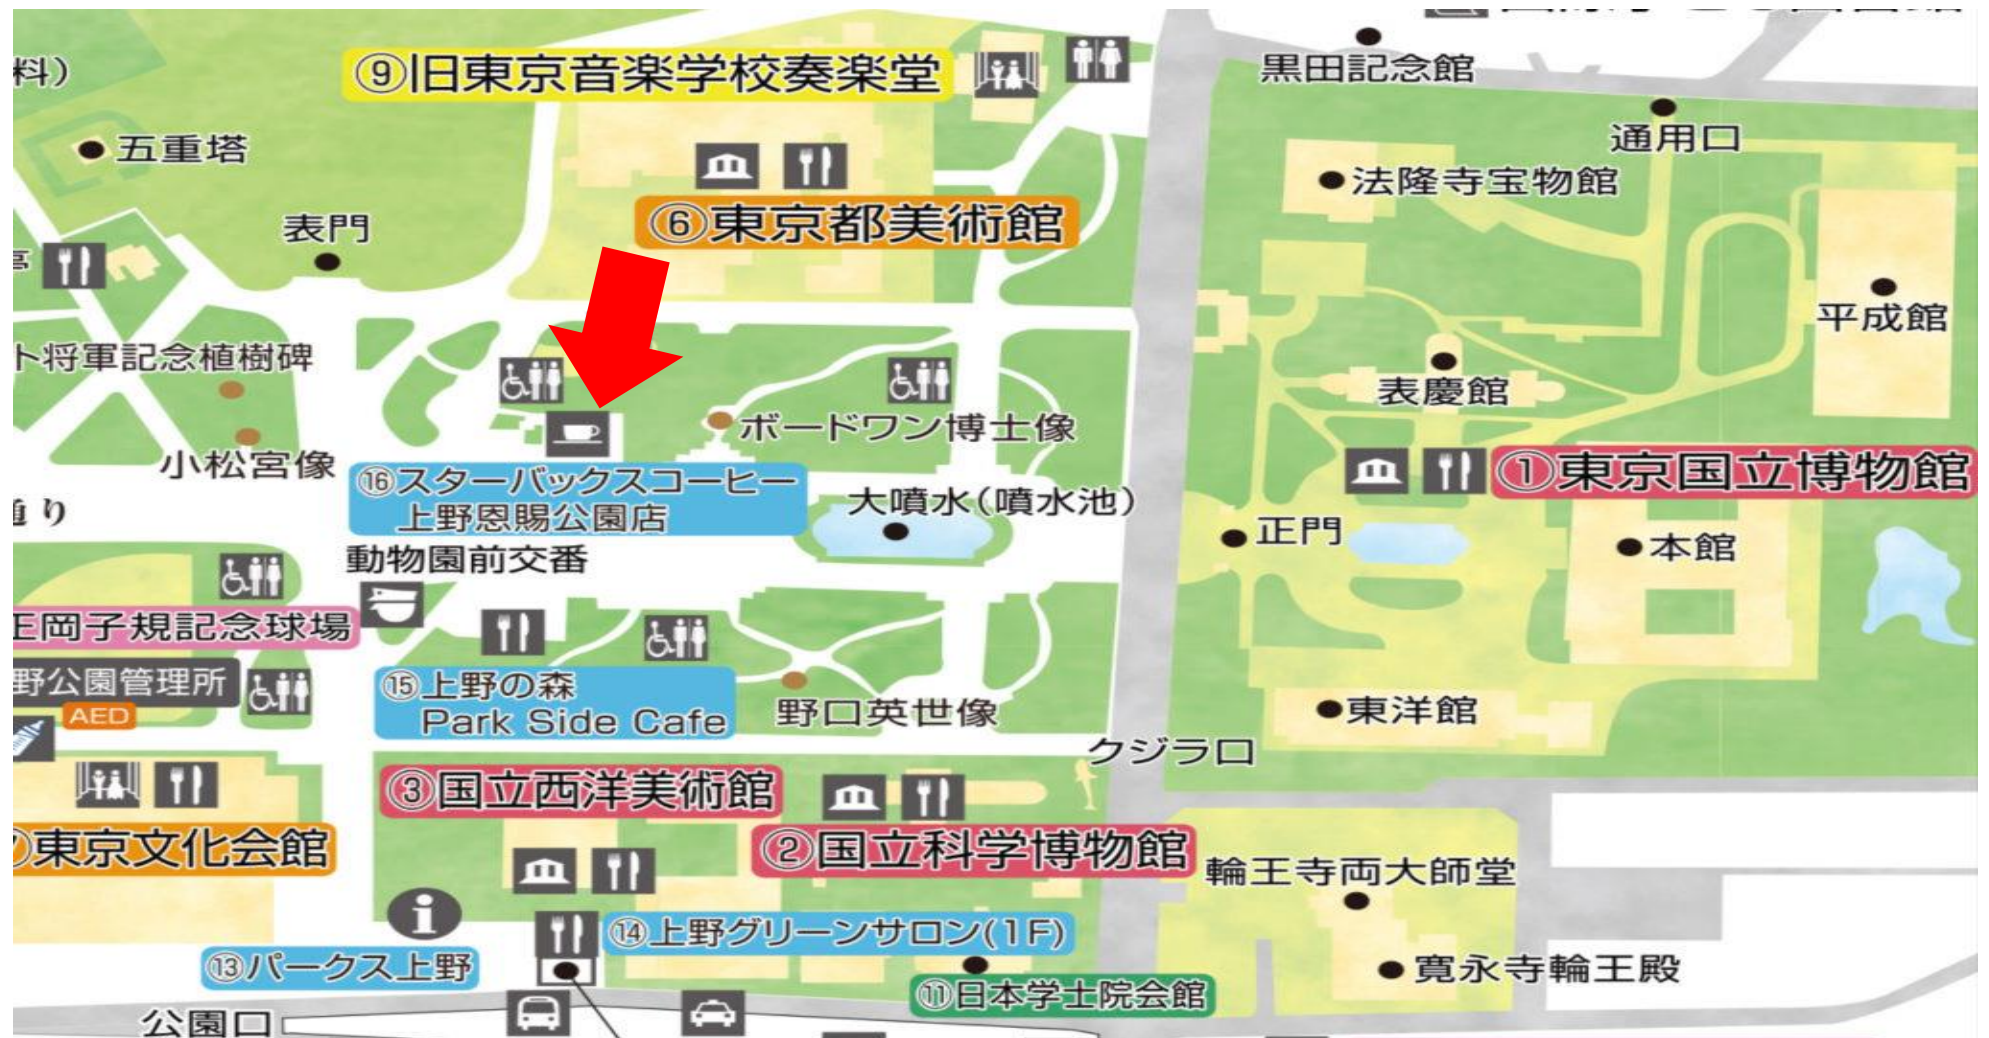 料)
⑨旧東京音楽学校奏楽堂
黒田記念館
五重塔
通用口
法隆寺宝物館
表門
⑥東京都美術館
平成館
ト将軍記念植樹碑
表慶館
小松宮像
ボードワン博士像
⑯スターバックスコーヒー
上野恩賜公園店
大噴水(噴水池)
①東京国立博物館
通り
正門
本館
動物園前交番
正岡子規記念球場
野公園管理所
AED
⑮上野の森
Park Side Cafe
野口英世像
東洋館
クジラ口
③国立西洋美術館
②国立科学博物館
⑦東京文化会館
輪王寺両大師堂
⑭上野グリーンサロン(1F)
⑬パークス上野
寛永寺輪王殿
⑪日本学士院会館
公園口